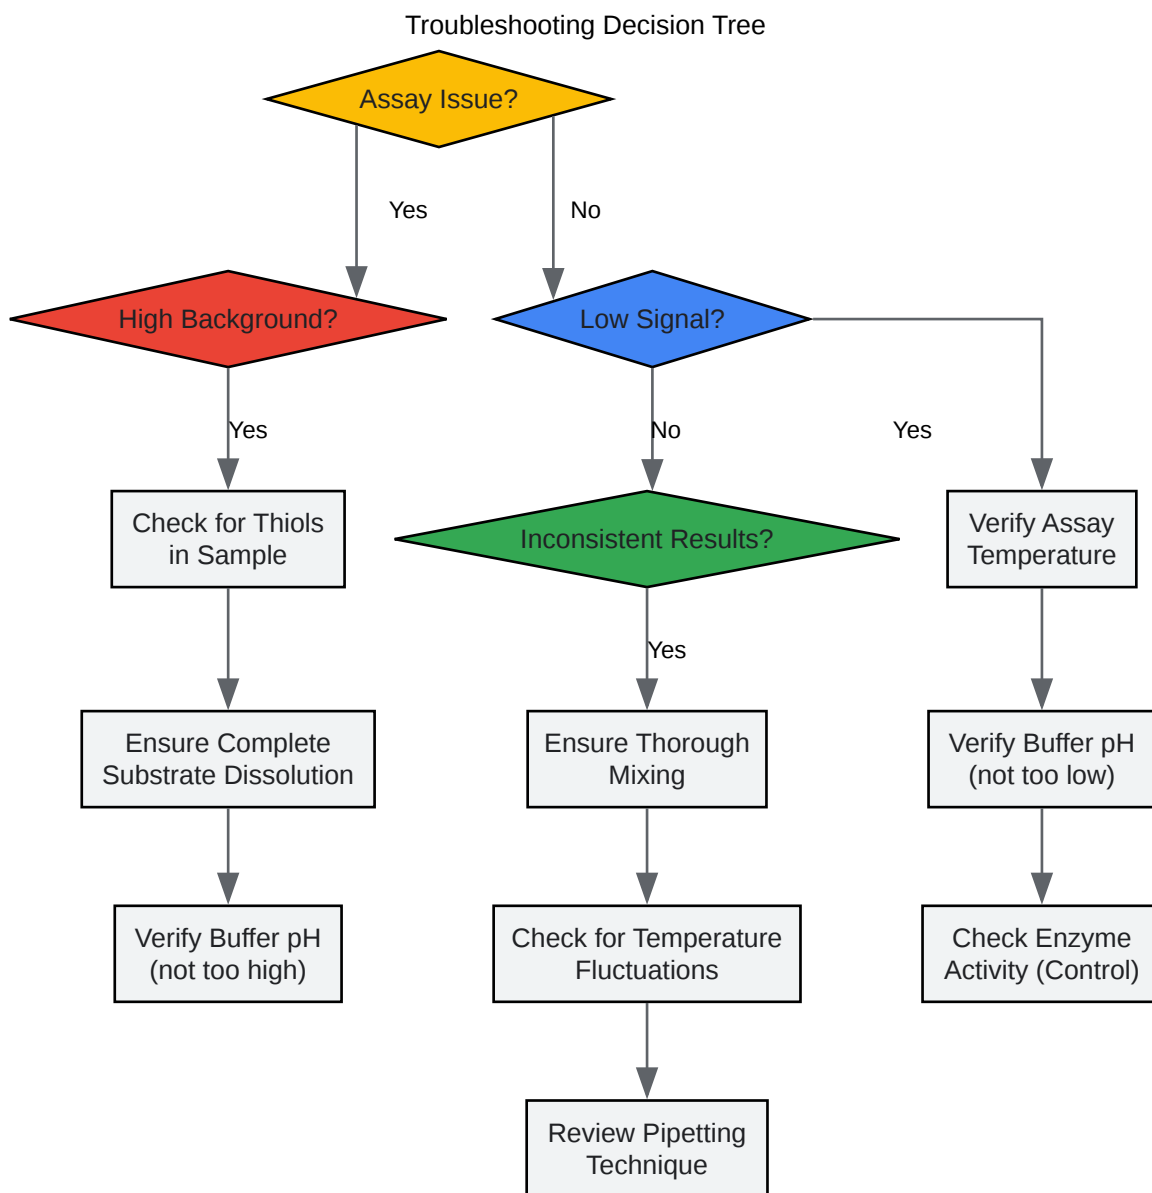 Troubleshooting Decision Tree
Assay Issue?
Yes
No
High Background?
Low Signal?
Yes
No
Yes
Check for Thiols
in Sample
Inconsistent Results?
Verify Assay
Temperature
Yes
Ensure Complete
Substrate Dissolution
Ensure Thorough
Mixing
Verify Buffer pH
(not too low)
Verify Buffer pH
(not too high)
Check for Temperature
Fluctuations
Check Enzyme
Activity (Control)
Review Pipetting
Technique